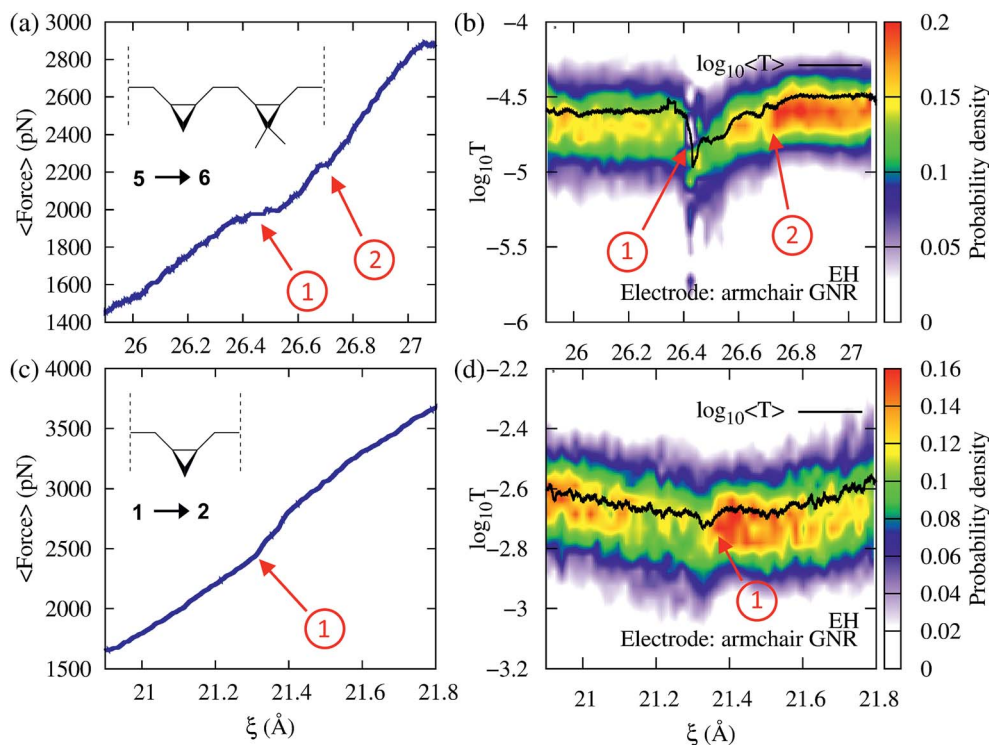 (a)
<Force> (pN)
3000
2800
2600
2400
2200
2000
1800
1600
1400
5 → 6
1
2
26 26.2 26.4 26.6 26.8 27
(b)
log₁₀T
-4
-4.5
-5
-5.5
-6
log₁₀<T>
1
2
EH
Electrode: armchair GNR
26 26.2 26.4 26.6 26.8 27
0.2
0.15
0.1
0.05
0
Probability density
(c)
<Force> (pN)
4000
3500
3000
2500
2000
1500
1 → 2
1
21 21.2 21.4 21.6 21.8
ξ (Å)
(d)
log₁₀T
-2.2
-2.4
-2.6
-2.8
-3
-3.2
log₁₀<T>
1
EH
Electrode: armchair GNR
21 21.2 21.4 21.6 21.8
ξ (Å)
0.16
0.14
0.12
0.1
0.08
0.06
0.04
0.02
0
Probability density